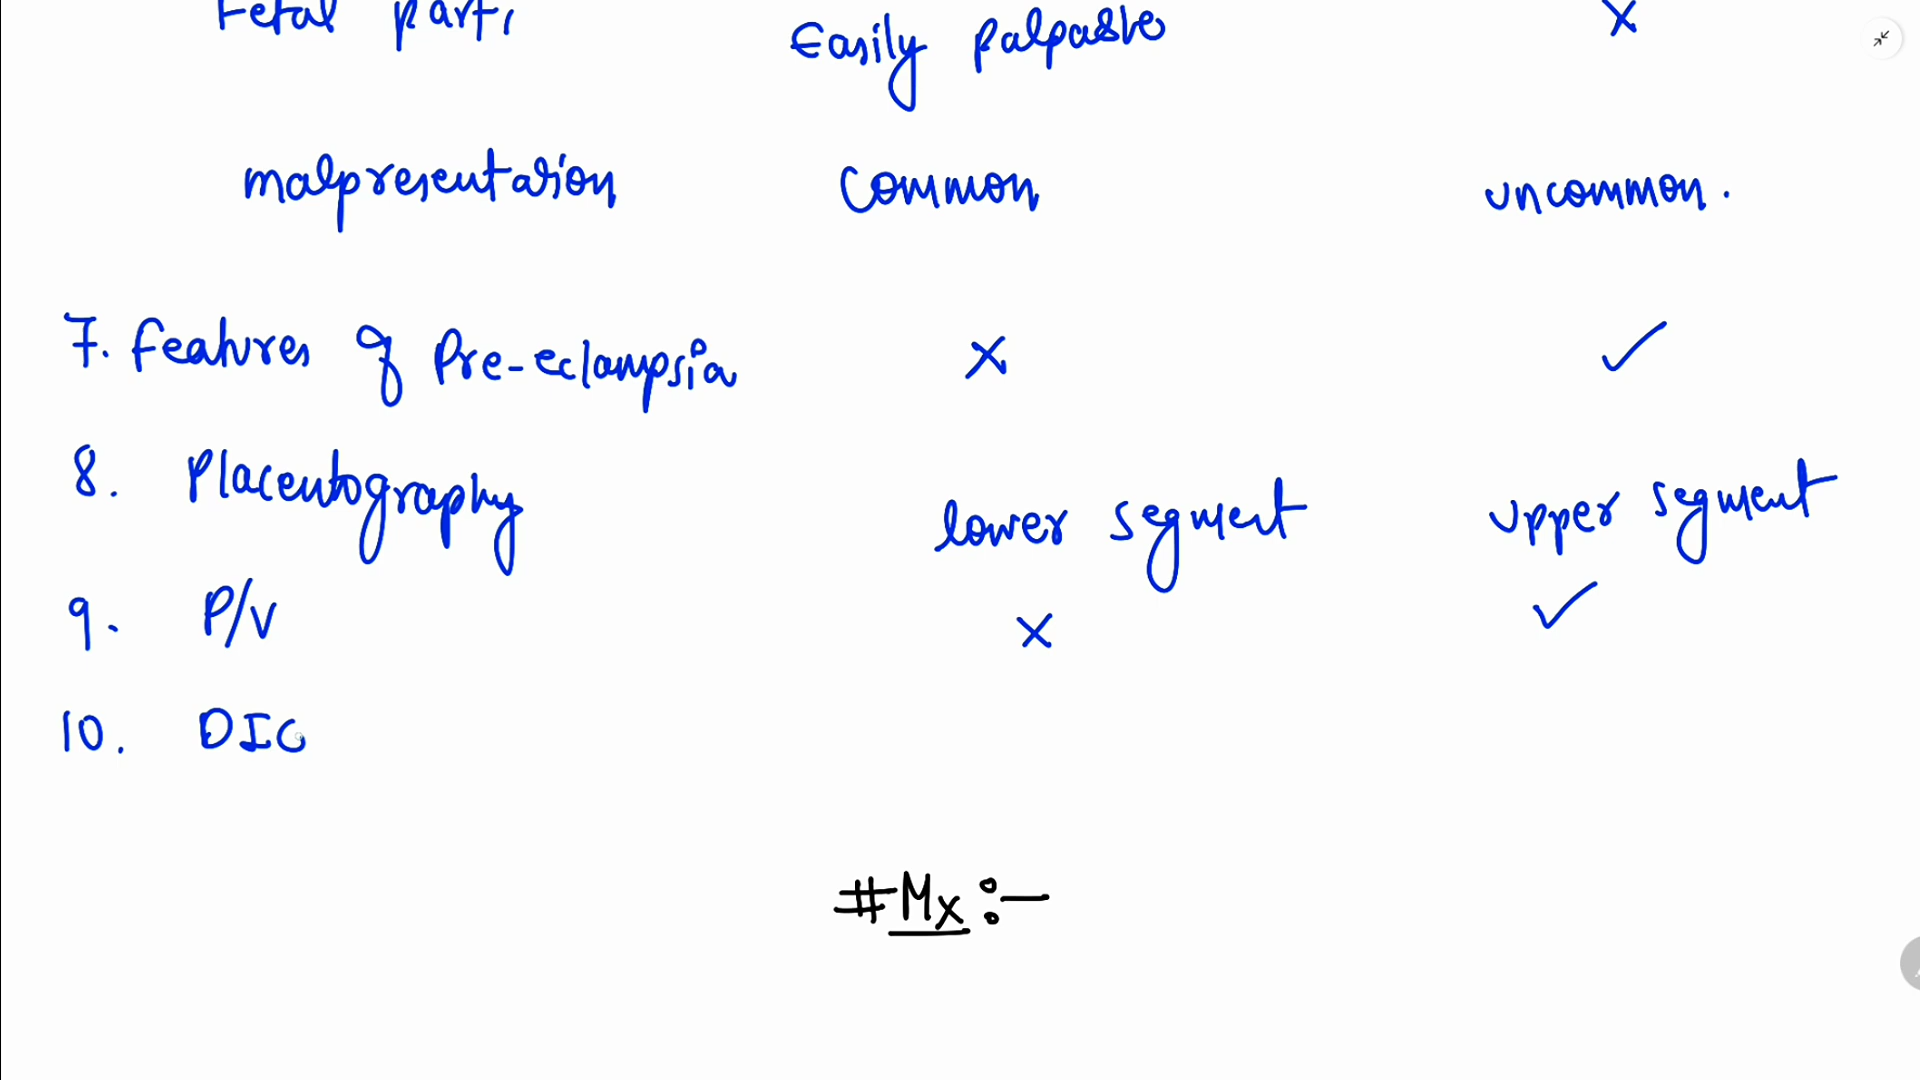 Fetal parts Easily palpable X
malpresentation Common uncommon.
7. Features of Pre-eclampsia X ✓
8. Placentography lower segment upper segment
9. P/V X ✓
10. DIC
#Mx:-